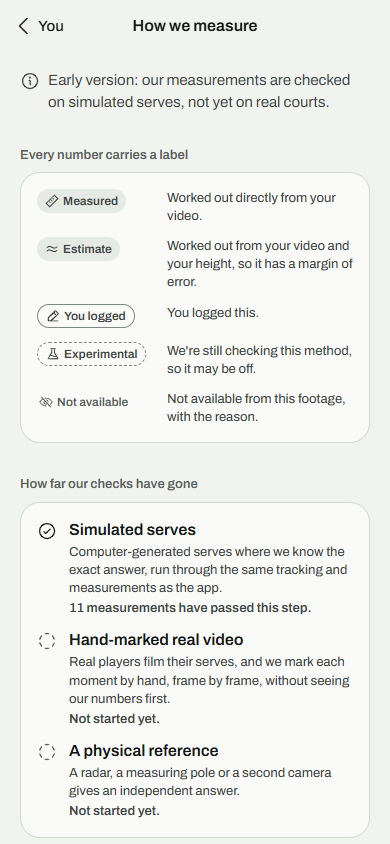 You
How we measure
Early version: our measurements are checked
on simulated serves, not yet on real courts.
Every number carries a label
Measured
Worked out directly from your
video.
Estimate
Worked out from your video and
your height, so it has a margin of
error.
You logged
You logged this.
Experimental
We're still checking this method,
so it may be off.
Not available
Not available from this footage,
with the reason.
How far our checks have gone
Simulated serves
Computer-generated serves where we know the
exact answer, run through the same tracking and
measurements as the app.
11 measurements have passed this step.
Hand-marked real video
Real players film their serves, and we mark each
moment by hand, frame by frame, without seeing
our numbers first.
Not started yet.
A physical reference
A radar, a measuring pole or a second camera
gives an independent answer.
Not started yet.